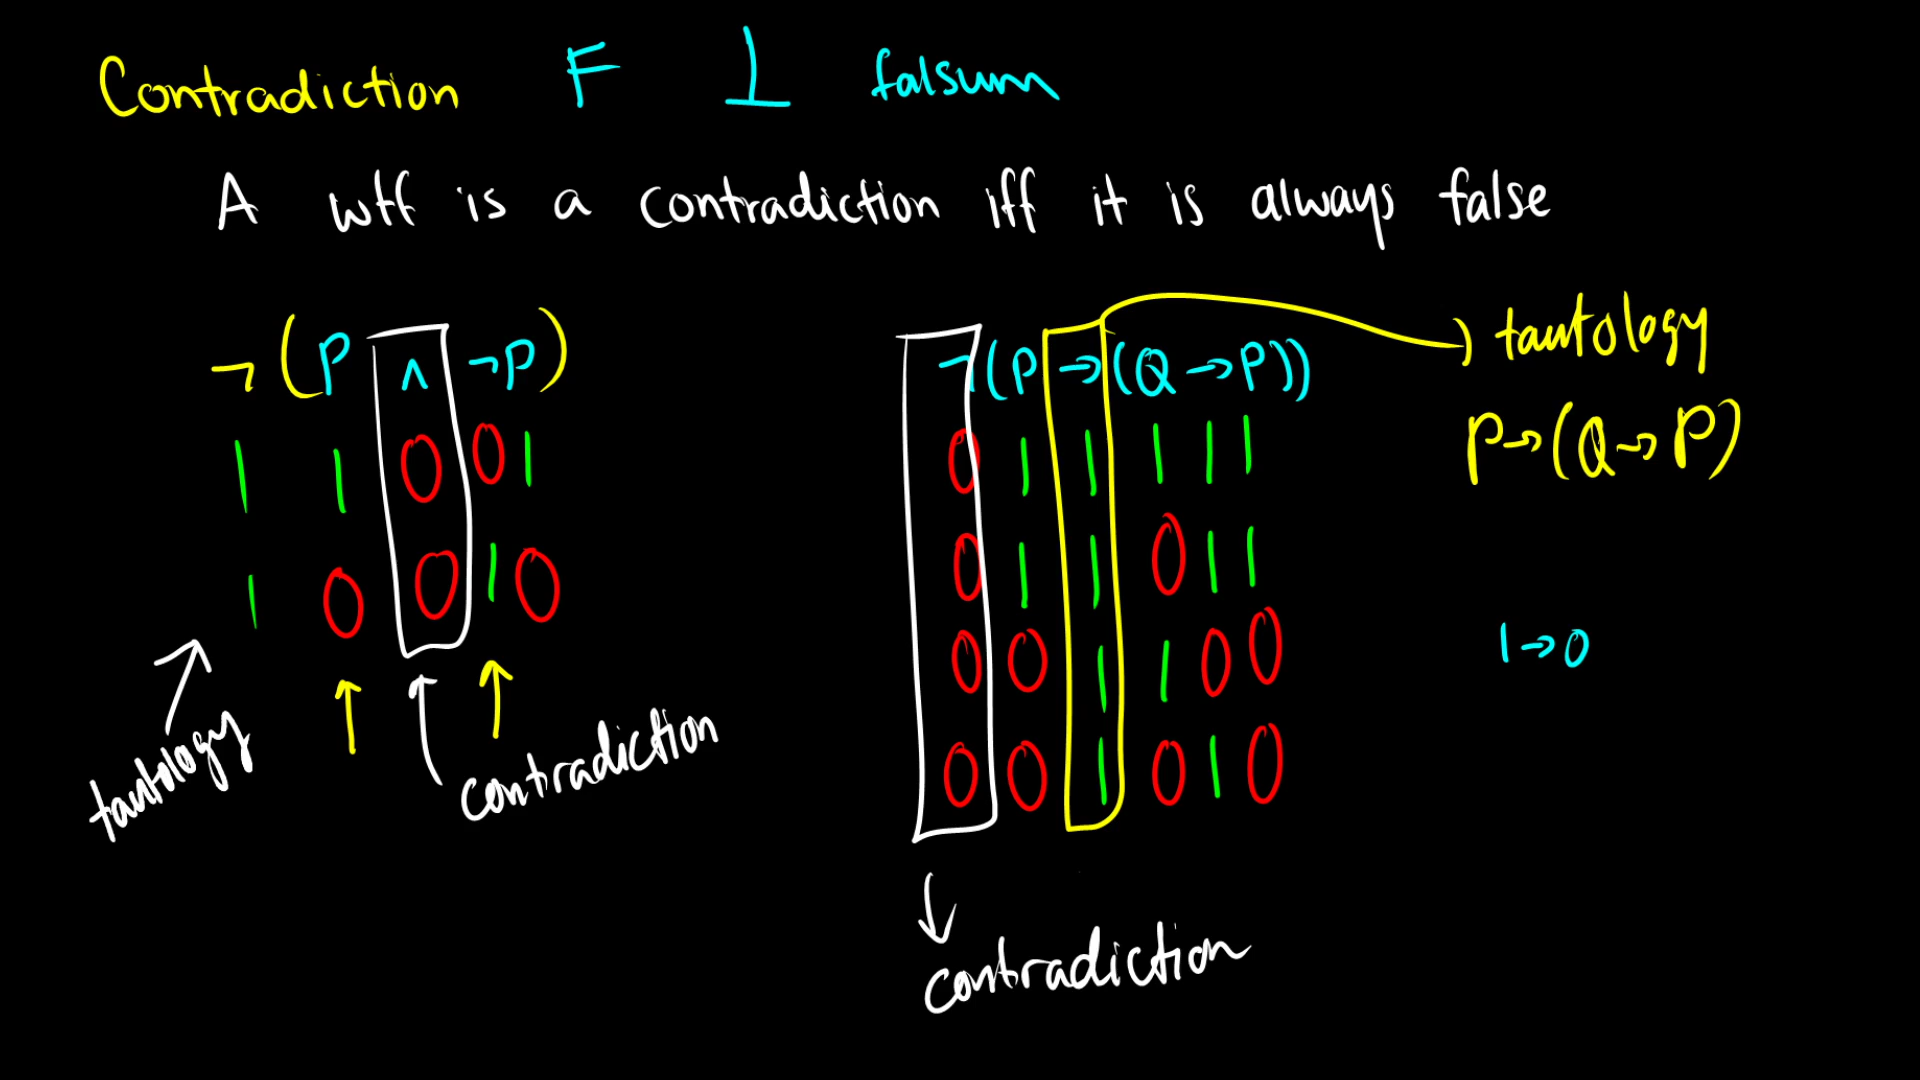 Contradiction F ⊥ falsum
A wff is a contradiction iff it is always false
¬(P ∧ ¬P)
1 1 0 0 1
1 0 0 1 0
tautology
contradiction
¬(P → (Q → P))
0 1 1 1 1 1
0 1 1 0 1 1
0 0 1 1 0 0
0 0 1 0 1 0
contradiction
tautology
P → (Q → P)
1 → 0